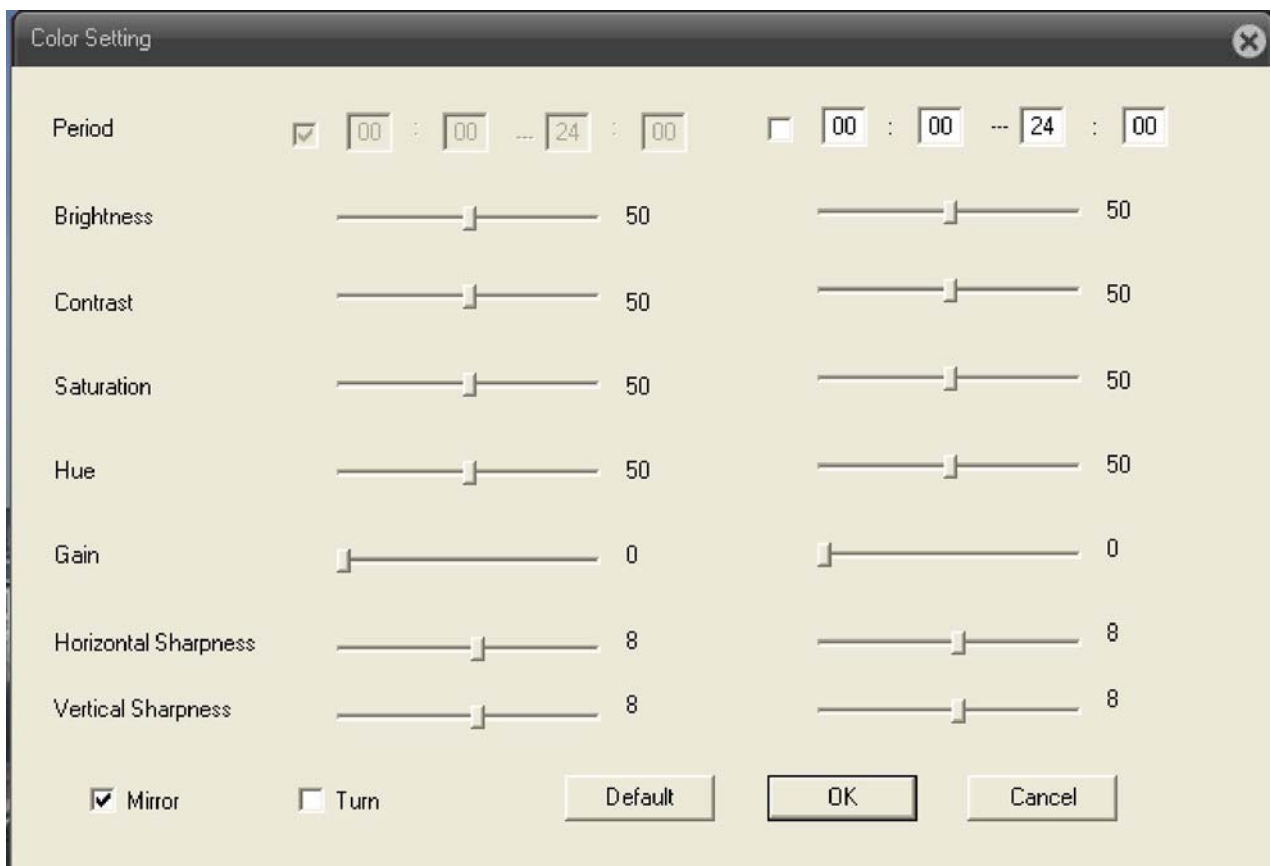 Color Setting
Period 00 : 00 --- 24 : 00 00 : 00 --- 24 : 00
Brightness 50 50
Contrast 50 50
Saturation 50 50
Hue 50 50
Gain 0 0
Horizontal Sharpness 8 8
Vertical Sharpness 8 8
Mirror Turn Default OK Cancel